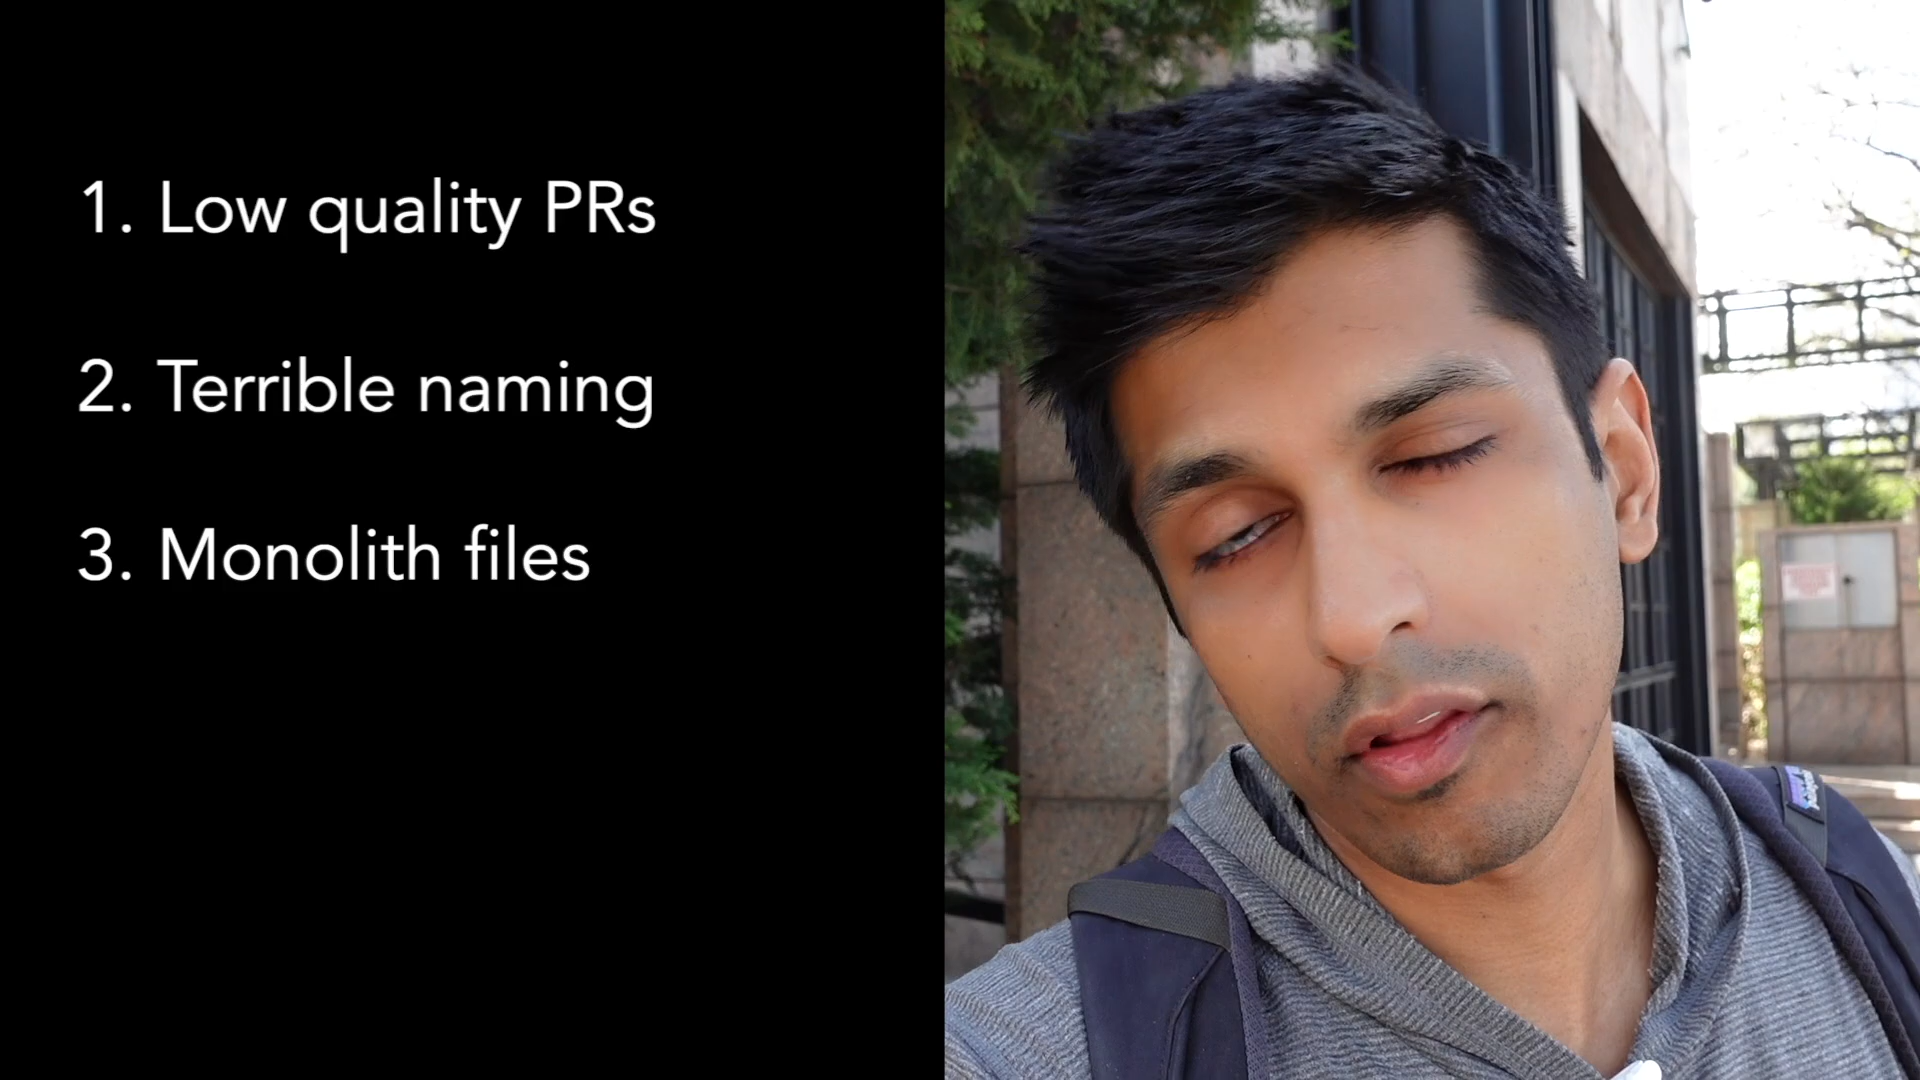 1. Low quality PRs
2. Terrible naming
3. Monolith files